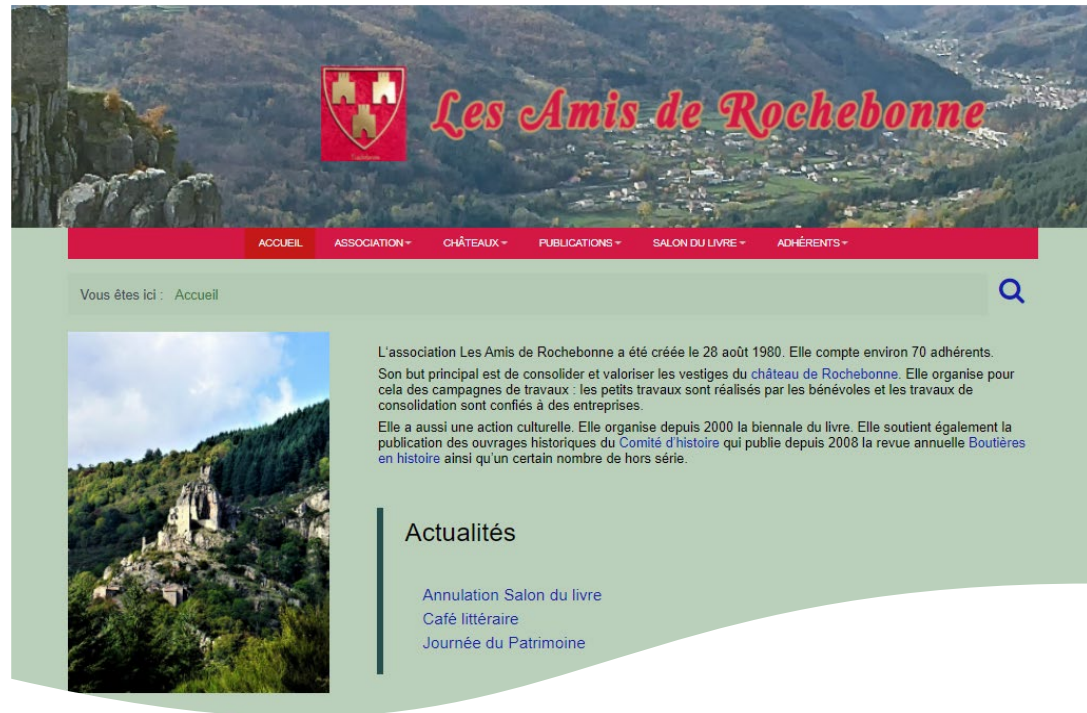 Les Amis de Rochebonne
ACCUEIL ASSOCIATION CHÂTEAUX PUBLICATIONS SALON DU LIVRE ADHÉRENTS
Vous êtes ici : Accueil
L'association Les Amis de Rochebonne a été créée le 28 août 1980. Elle compte environ 70 adhérents.
Son but principal est de consolider et valoriser les vestiges du château de Rochebonne. Elle organise pour
cela des campagnes de travaux : les petits travaux sont réalisés par les bénévoles et les travaux de
consolidation sont confiés à des entreprises.
Elle a aussi une action culturelle. Elle organise depuis 2000 la biennale du livre. Elle soutient également la
publication des ouvrages historiques du Comité d'histoire qui publie depuis 2008 la revue annuelle Boutières
en histoire ainsi qu'un certain nombre de hors série.
Actualités
Annulation Salon du livre
Café littéraire
Journée du Patrimoine